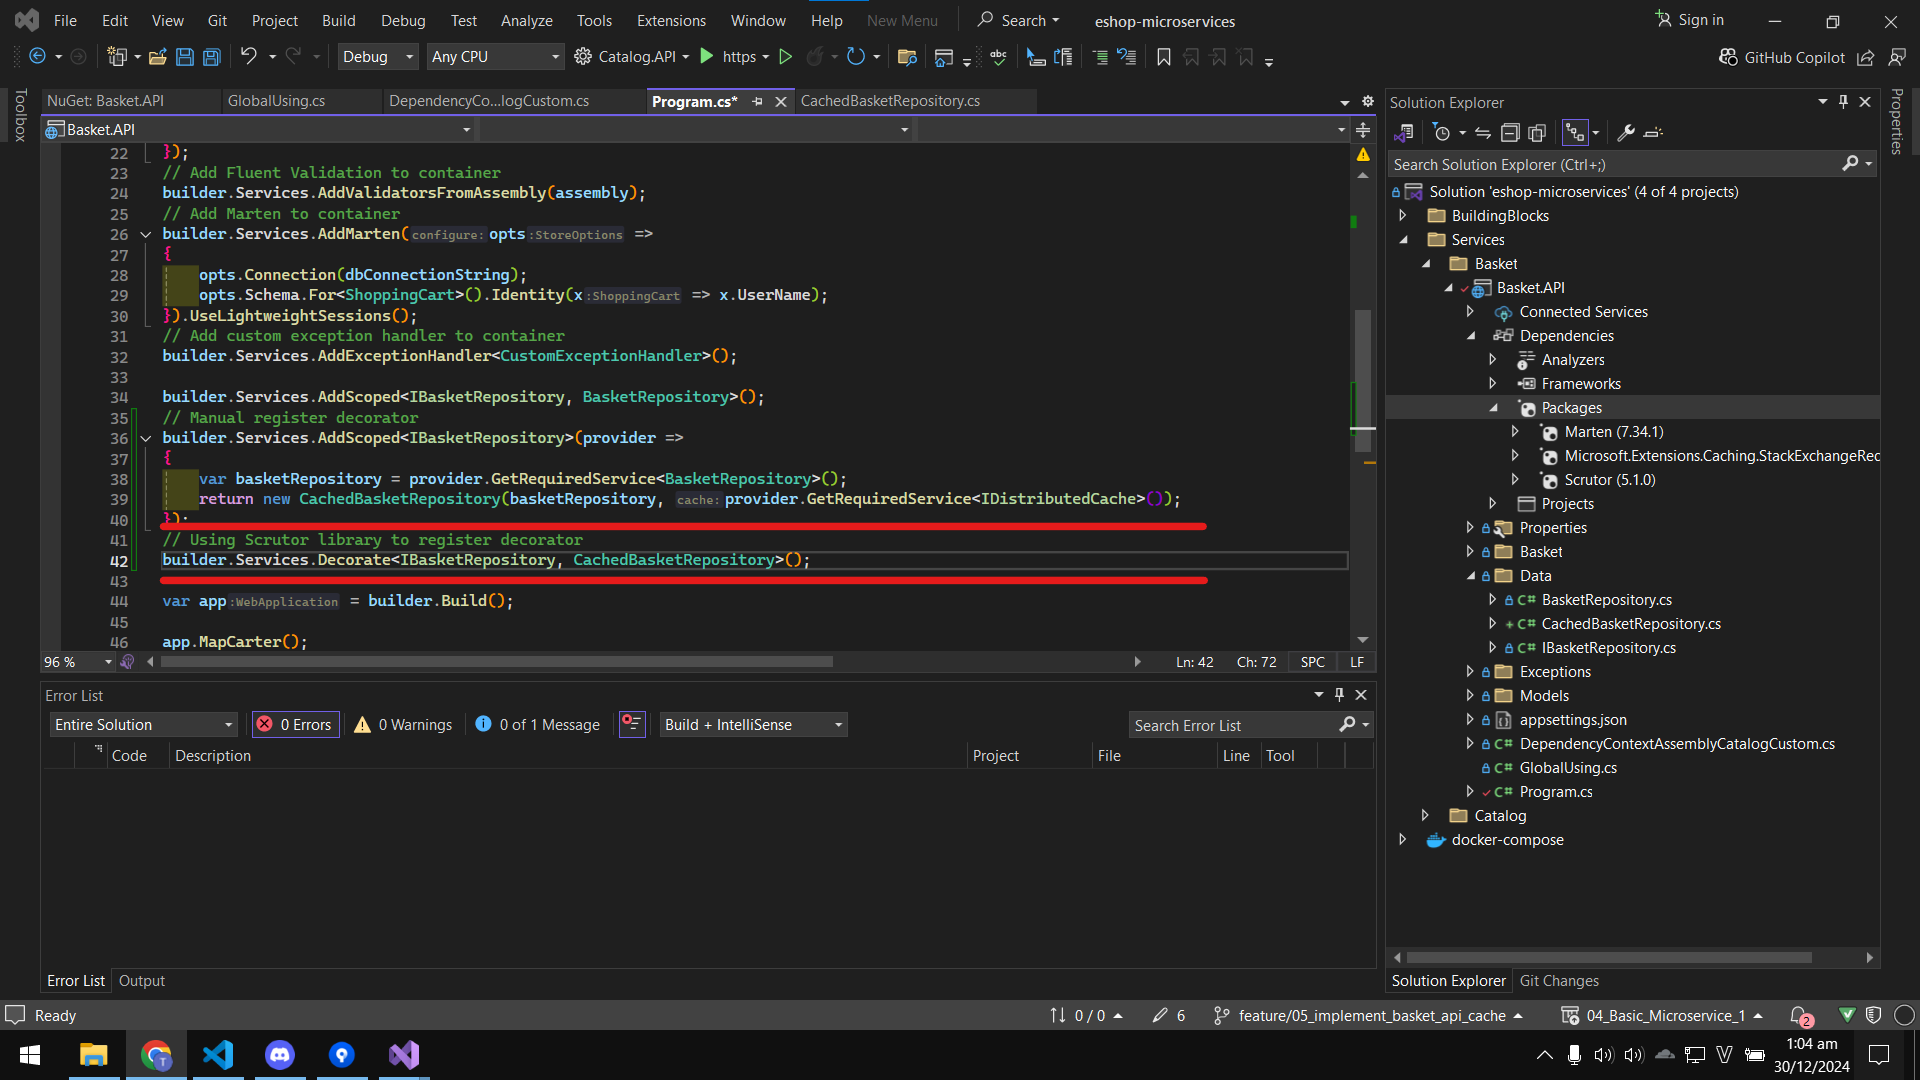 File Edit View Git Project Build Debug Test Analyze Tools Extensions Window Help New Menu Search eshop-microservices Sign in
Debug Any CPU Catalog.API https GitHub Copilot
Toolbox
NuGet: Basket.API GlobalUsing.cs DependencyCo...logCustom.cs Program.cs* CachedBasketRepository.cs
Basket.API
22 });
23 // Add Fluent Validation to container
24 builder.Services.AddValidatorsFromAssembly(assembly);
25 // Add Marten to container
26 builder.Services.AddMarten(configure: opts :StoreOptions =>
27 {
28 opts.Connection(dbConnectionString);
29 opts.Schema.For<ShoppingCart>().Identity(x :ShoppingCart => x.UserName);
30 }).UseLightweightSessions();
31 // Add custom exception handler to container
32 builder.Services.AddExceptionHandler<CustomExceptionHandler>();
33
34 builder.Services.AddScoped<IBasketRepository, BasketRepository>();
35 // Manual register decorator
36 builder.Services.AddScoped<IBasketRepository>(provider =>
37 {
38 var basketRepository = provider.GetRequiredService<BasketRepository>();
39 return new CachedBasketRepository(basketRepository, cache: provider.GetRequiredService<IDistributedCache>());
40 });
41 // Using Scrutor library to register decorator
42 builder.Services.Decorate<IBasketRepository, CachedBasketRepository>();
43
44 var app :WebApplication = builder.Build();
45
46 app.MapCarter();
96 % Ln: 42 Ch: 72 SPC LF
Error List
Entire Solution 0 Errors 0 Warnings 0 of 1 Message Build + IntelliSense Search Error List
Code Description Project File Line Tool
Error List Output
Solution Explorer
Search Solution Explorer (Ctrl+;)
Solution 'eshop-microservices' (4 of 4 projects)
BuildingBlocks
Services
Basket
Basket.API
Connected Services
Dependencies
Analyzers
Frameworks
Packages
Marten (7.34.1)
Microsoft.Extensions.Caching.StackExchangeRec
Scrutor (5.1.0)
Projects
Properties
Basket
Data
BasketRepository.cs
CachedBasketRepository.cs
IBasketRepository.cs
Exceptions
Models
appsettings.json
DependencyContextAssemblyCatalogCustom.cs
GlobalUsing.cs
Program.cs
Catalog
docker-compose
Solution Explorer Git Changes
Properties
Ready 0 / 0 6 feature/05_implement_basket_api_cache 04_Basic_Microservice_1 2
1:04 am
30/12/2024